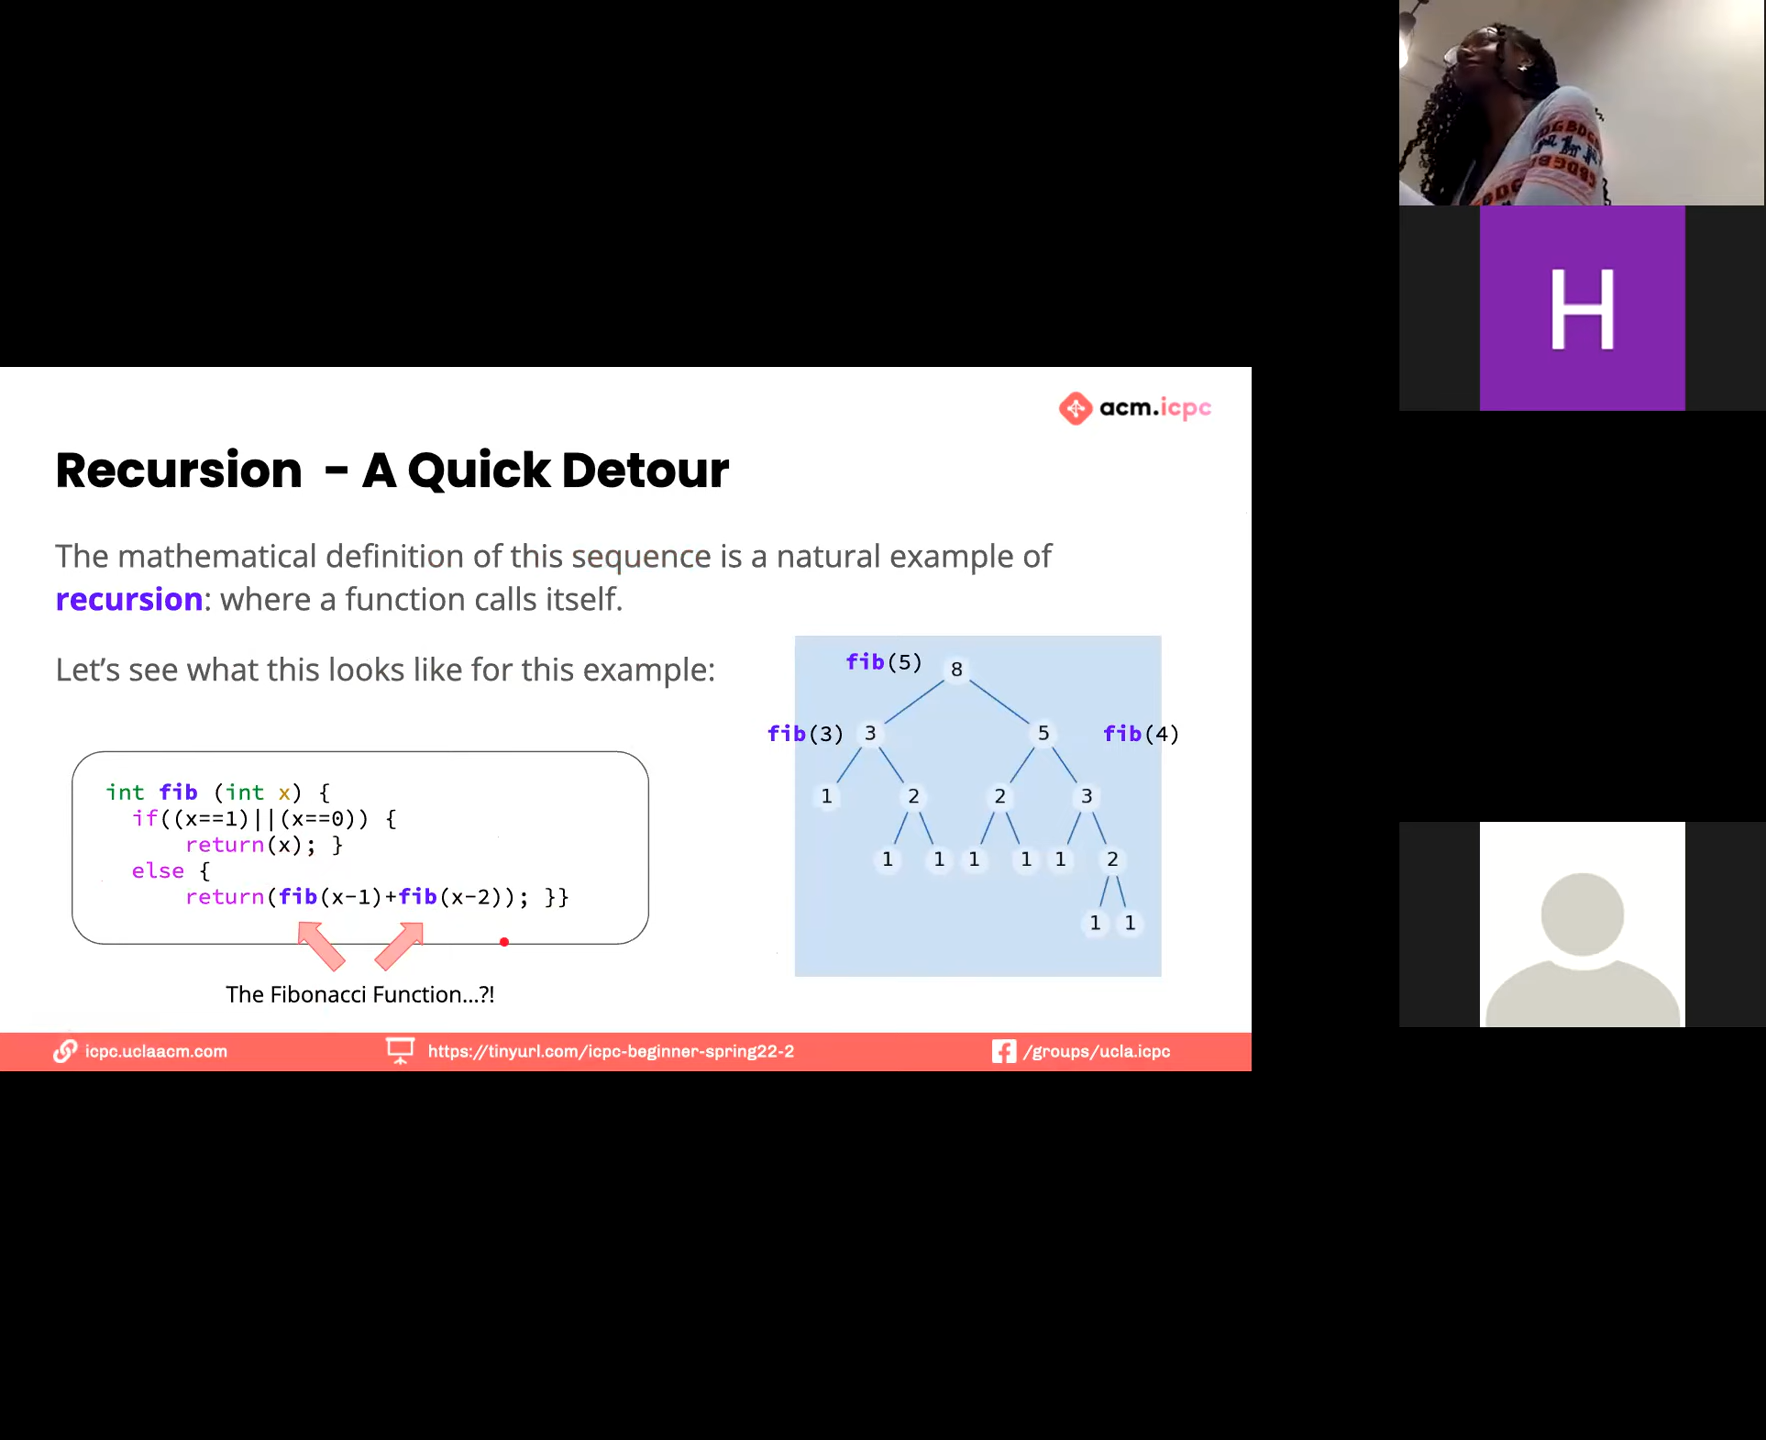 H
acm.icpc
Recursion - A Quick Detour
The mathematical definition of this sequence is a natural example of
recursion: where a function calls itself.
Let's see what this looks like for this example:
int fib (int x) {
if((x==1)||(x==0)) {
return(x); }
else {
return(fib(x-1)+fib(x-2)); }}
The Fibonacci Function...?!
fib(5) 8
fib(3) 3 5 fib(4)
1 2 2 3
1 1 1 1 1 2
1 1
icpc.uclaacm.com
https://tinyurl.com/icpc-beginner-spring22-2
/groups/ucla.icpc